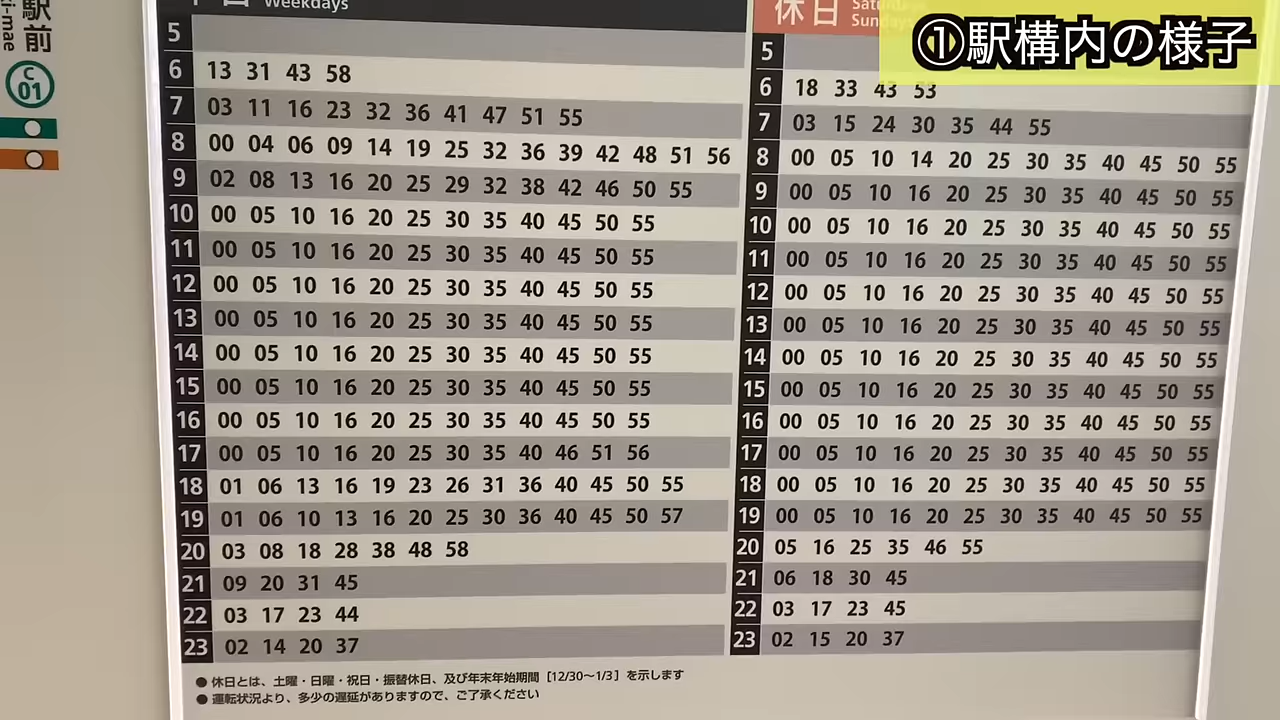 駅前
i-mae
C
01
Weekdays
5
6 13 31 43 58
7 03 11 16 23 32 36 41 47 51 55
8 00 04 06 09 14 19 25 32 36 39 42 48 51 56
9 02 08 13 16 20 25 29 32 38 42 46 50 55
10 00 05 10 16 20 25 30 35 40 45 50 55
11 00 05 10 16 20 25 30 35 40 45 50 55
12 00 05 10 16 20 25 30 35 40 45 50 55
13 00 05 10 16 20 25 30 35 40 45 50 55
14 00 05 10 16 20 25 30 35 40 45 50 55
15 00 05 10 16 20 25 30 35 40 45 50 55
16 00 05 10 16 20 25 30 35 40 45 50 55
17 00 05 10 16 20 25 30 35 40 46 51 56
18 01 06 13 16 19 23 26 31 36 40 45 50 55
19 01 06 10 13 16 20 25 30 36 40 45 50 57
20 03 08 18 28 38 48 58
21 09 20 31 45
22 03 17 23 44
23 02 14 20 37
休日
Sundays
①駅構内の様子
5
6 18 33 43 53
7 03 15 24 30 35 44 55
8 00 05 10 14 20 25 30 35 40 45 50 55
9 00 05 10 16 20 25 30 35 40 45 50 55
10 00 05 10 16 20 25 30 35 40 45 50 55
11 00 05 10 16 20 25 30 35 40 45 50 55
12 00 05 10 16 20 25 30 35 40 45 50 55
13 00 05 10 16 20 25 30 35 40 45 50 55
14 00 05 10 16 20 25 30 35 40 45 50 55
15 00 05 10 16 20 25 30 35 40 45 50 55
16 00 05 10 16 20 25 30 35 40 45 50 55
17 00 05 10 16 20 25 30 35 40 45 50 55
18 00 05 10 16 20 25 30 35 40 45 50 55
19 00 05 10 16 20 25 30 35 40 45 50 55
20 05 16 25 35 46 55
21 06 18 30 45
22 03 17 23 45
23 02 15 20 37
● 休日とは、土曜・日曜・祝日・振替休日、及び年末年始期間［12/30〜1/3］を示します
● 運転状況より、多少の遅延がありますので、ご了承ください